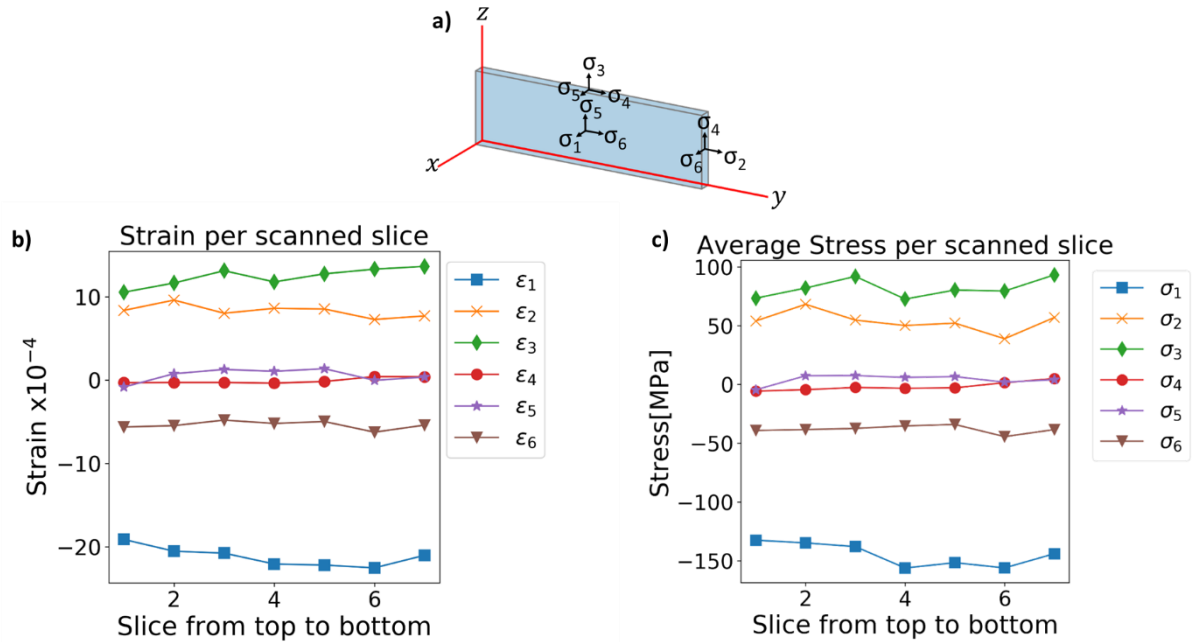 a)
z
σ3
σ5 σ4
σ5
σ1 σ6
σ4
σ6 σ2
x
y
b)
Strain per scanned slice
Strain x10−4
10
0
−10
−20
2 4 6
Slice from top to bottom
ε1
ε2
ε3
ε4
ε5
ε6
c)
Average Stress per scanned slice
Stress[MPa]
100
50
0
−50
−100
−150
2 4 6
Slice from top to bottom
σ1
σ2
σ3
σ4
σ5
σ6